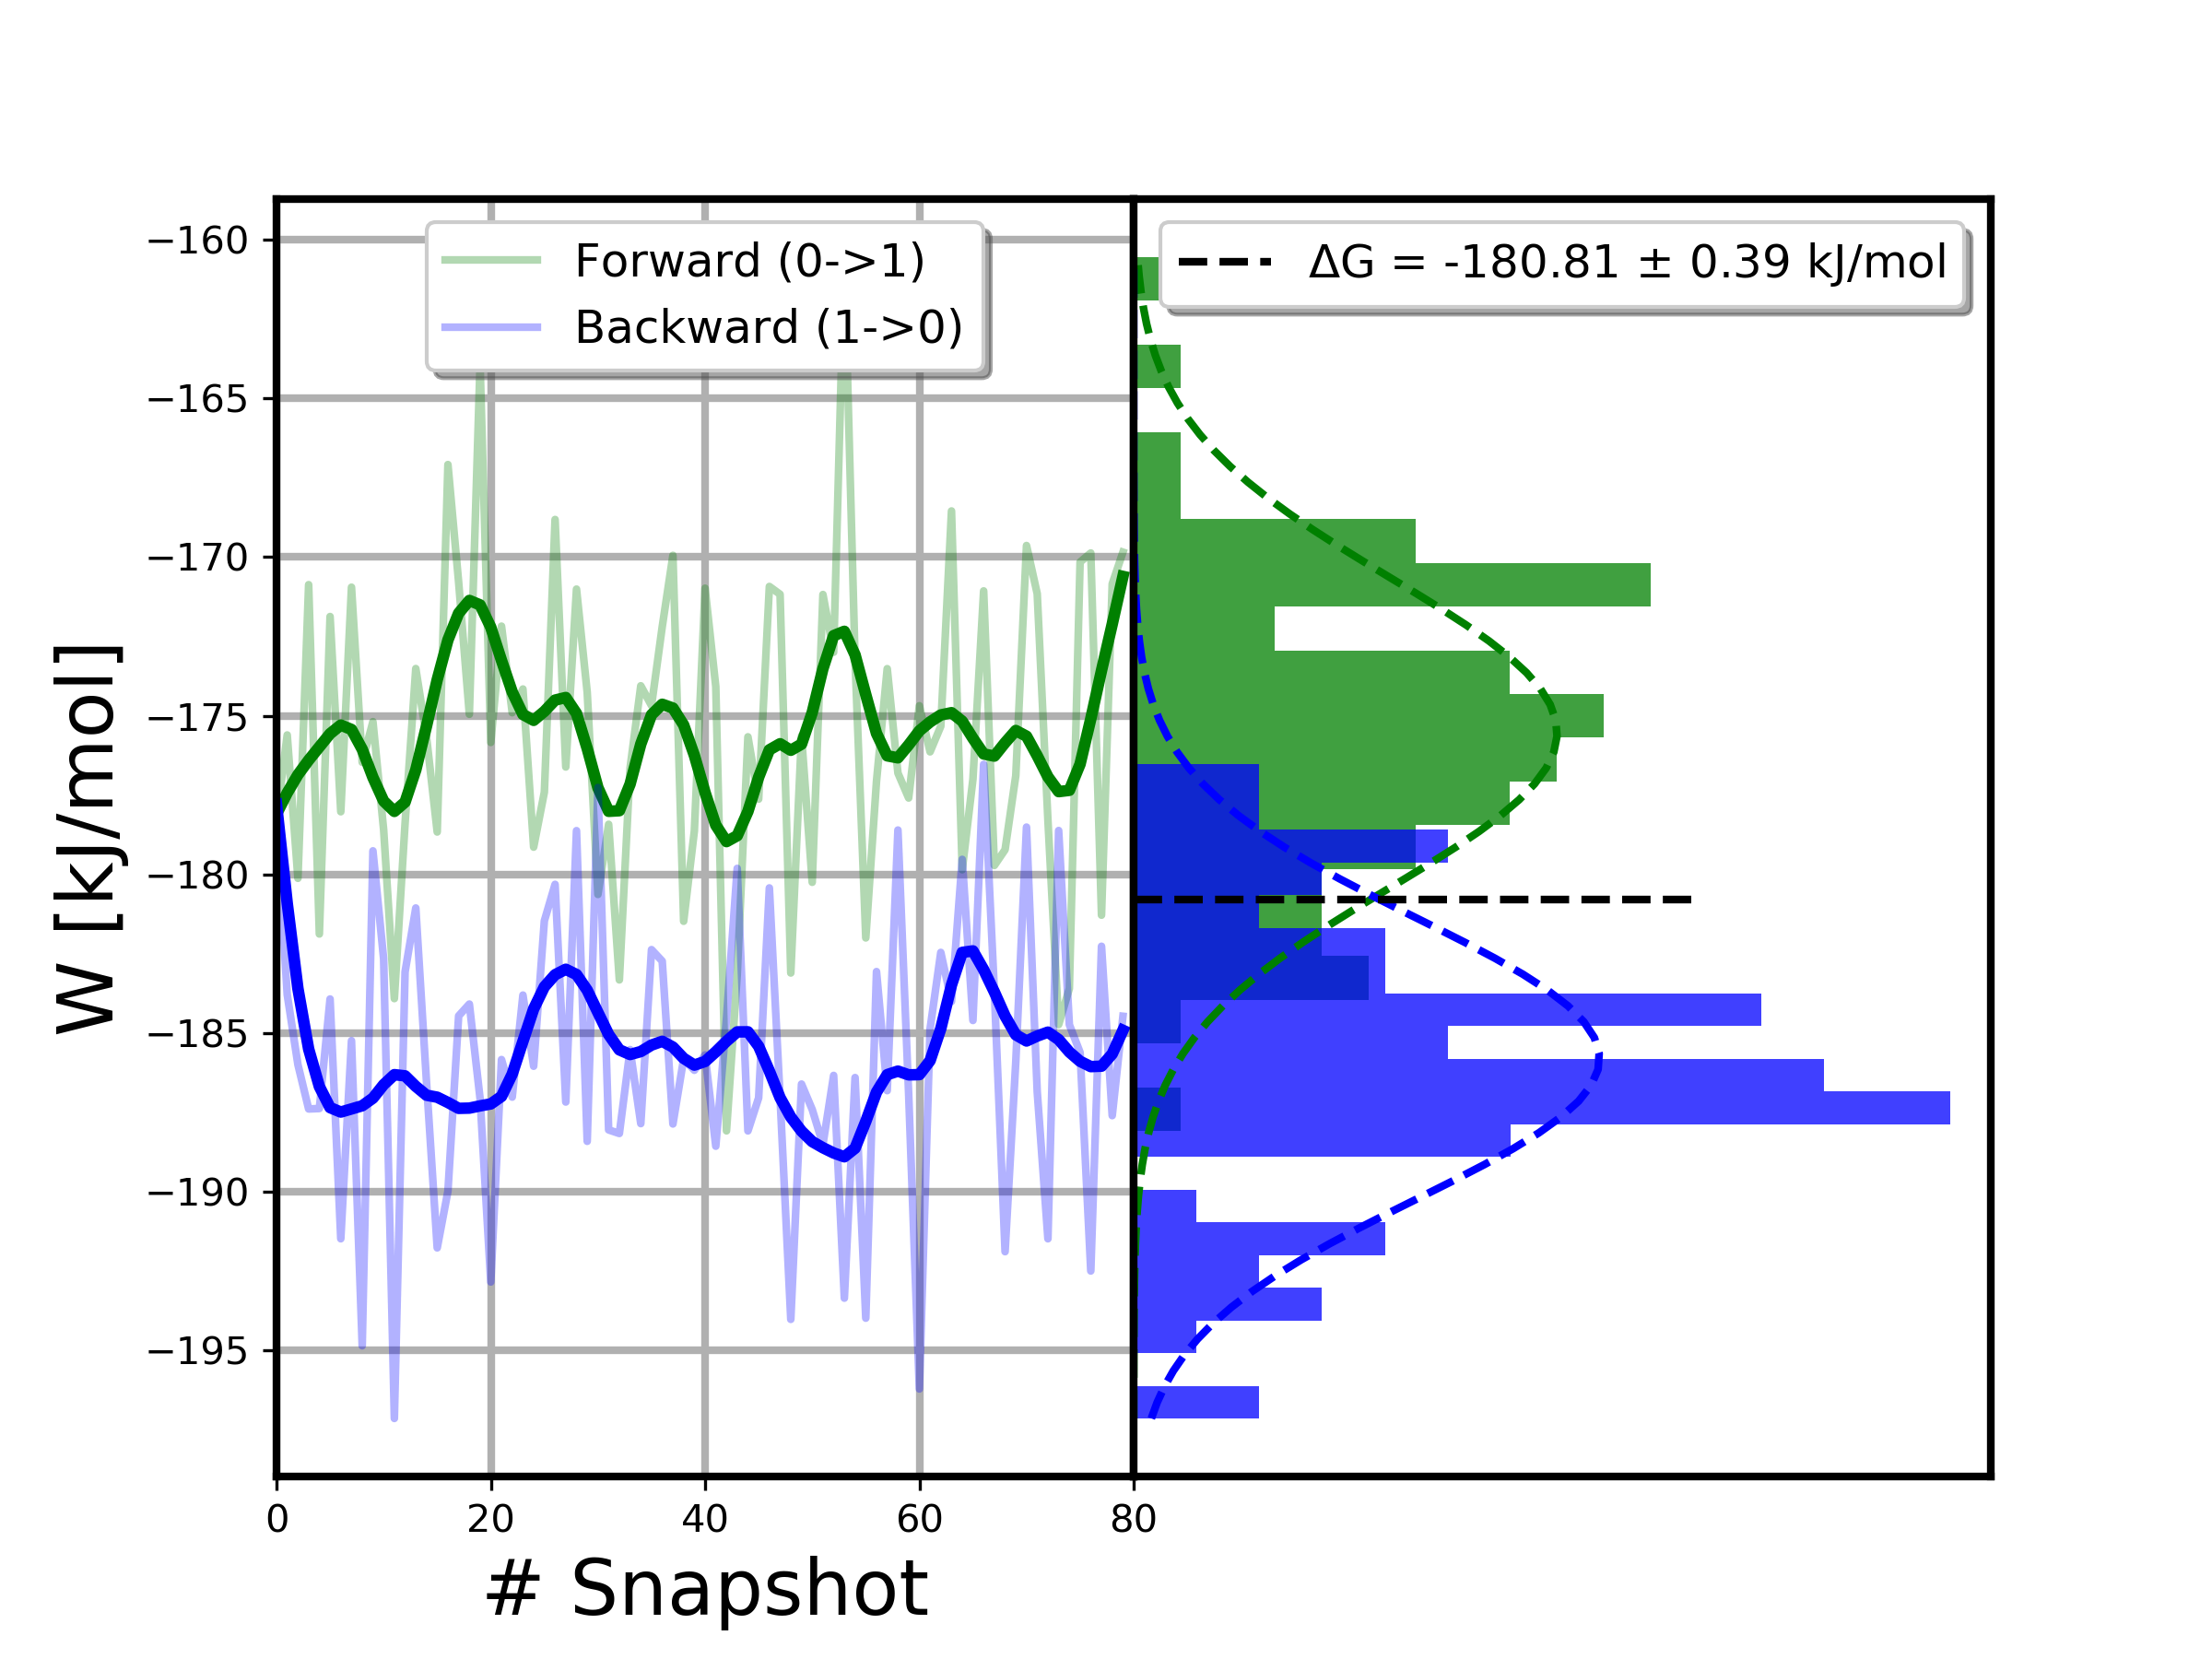 Forward (0->1)
Backward (1->0)
ΔG = -180.81 ± 0.39 kJ/mol
−160
−165
−170
−175
−180
−185
−190
−195
W [kJ/mol]
0 20 40 60 80
# Snapshot